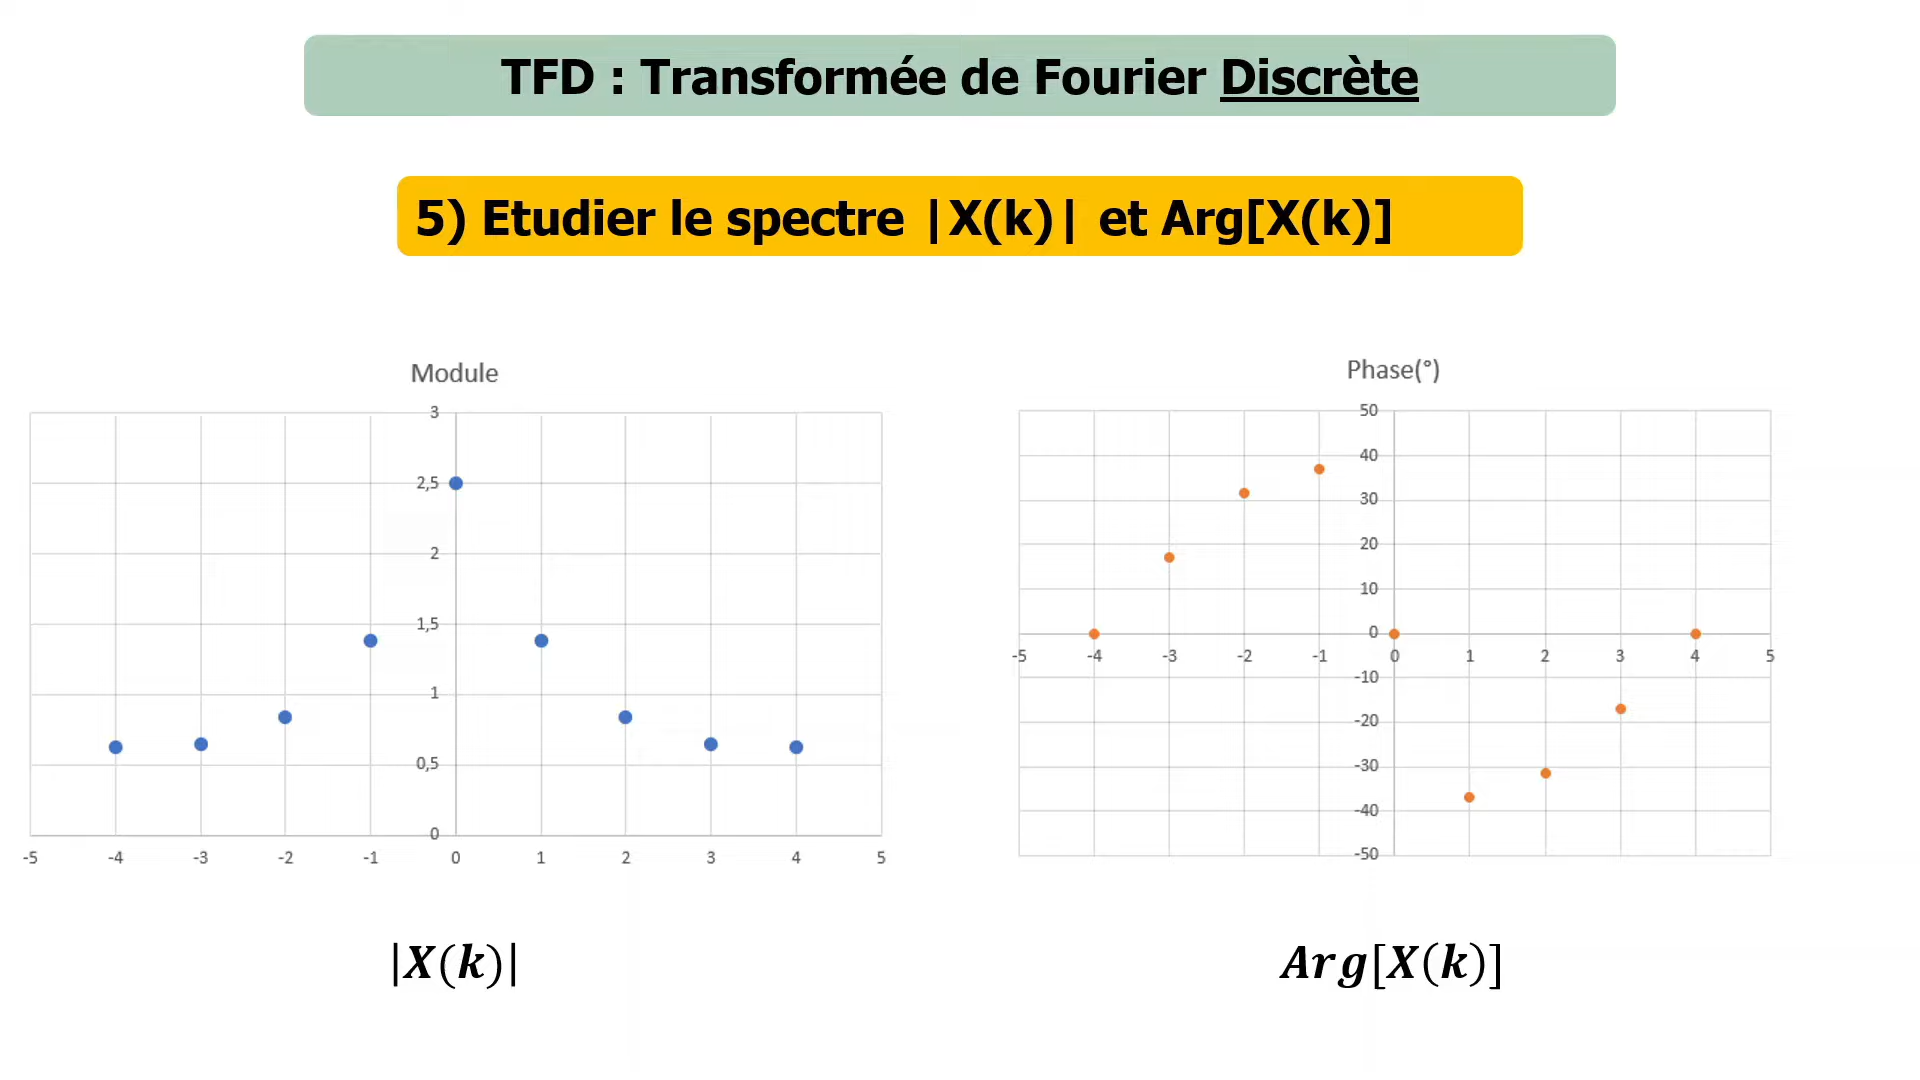 TFD : Transformée de Fourier Discrète
5) Etudier le spectre |X(k)| et Arg[X(k)]
Module
3
2,5
2
1,5
1
0,5
0
-5 -4 -3 -2 -1 0 1 2 3 4 5
|X(k)|
Phase(°)
50
40
30
20
10
0
-5 -4 -3 -2 -1 0 1 2 3 4 5
-10
-20
-30
-40
-50
Arg[X(k)]